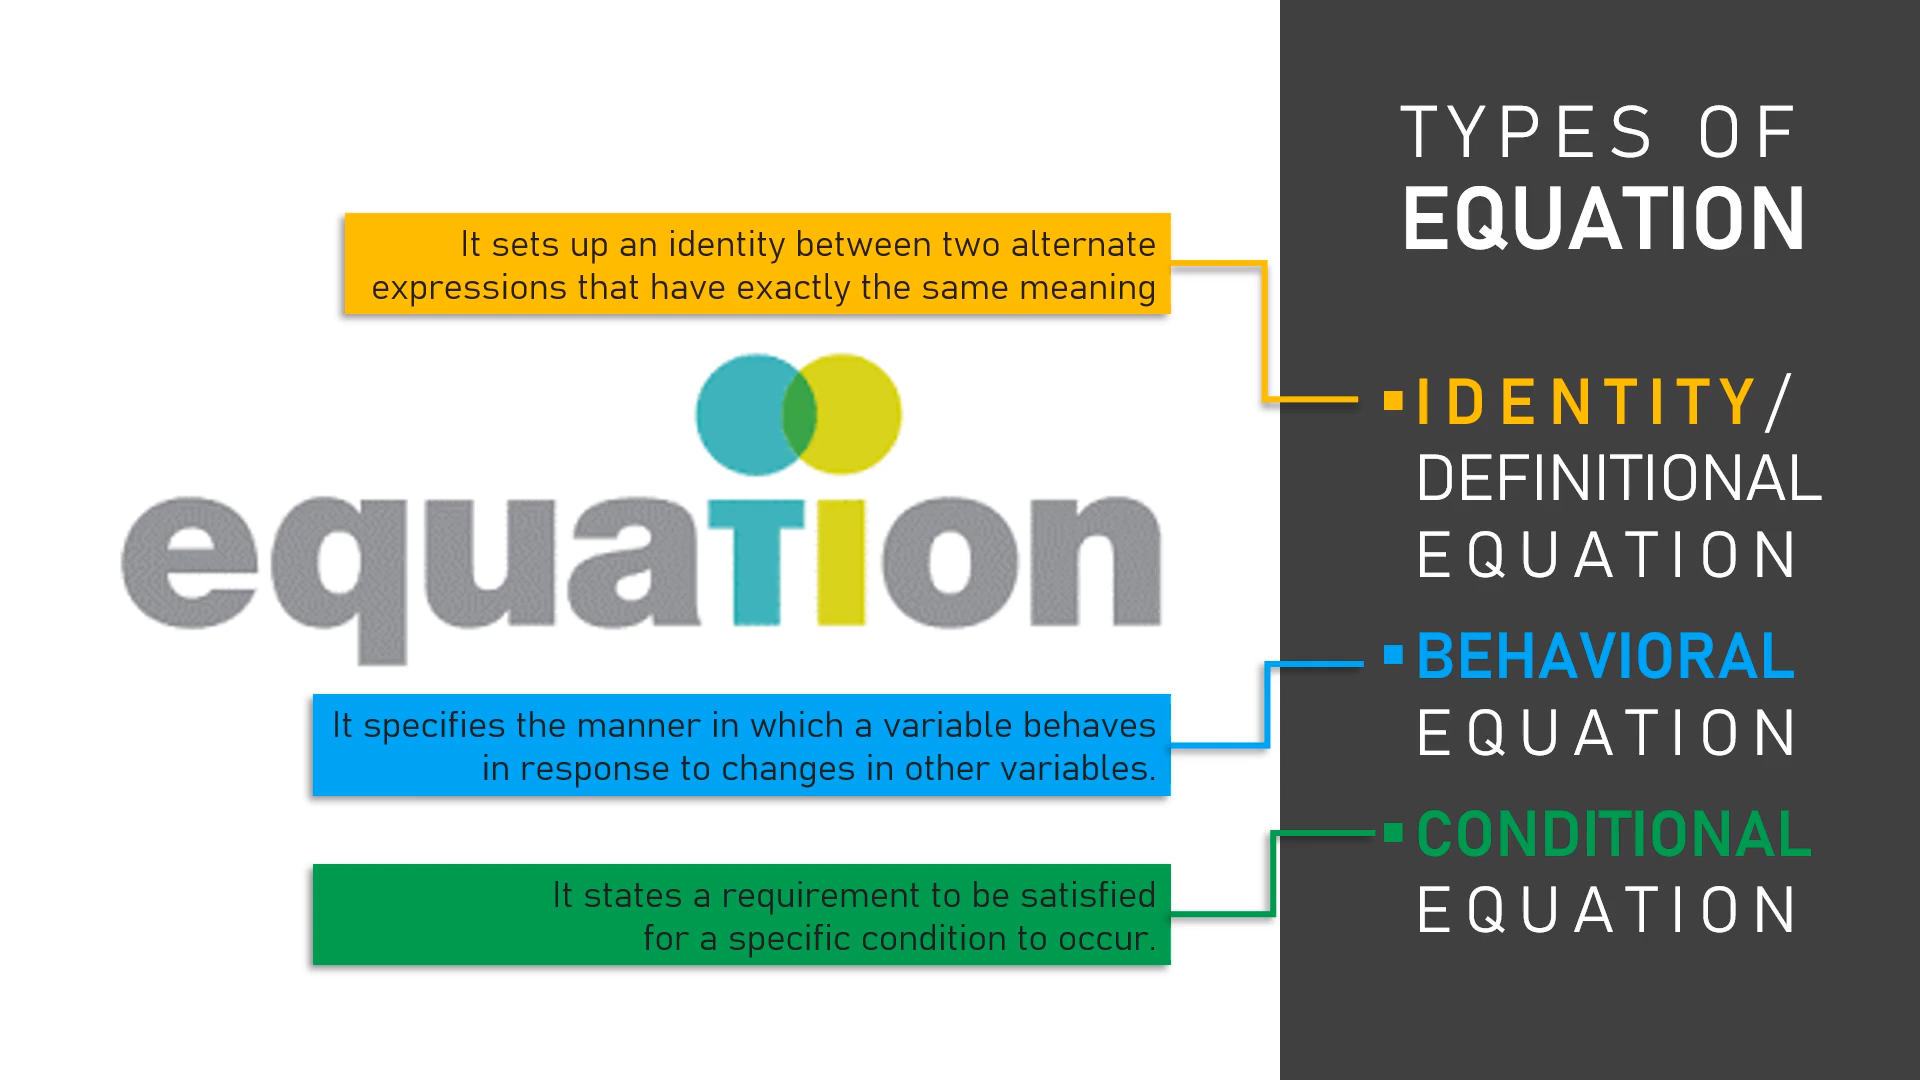 TYPES OF
EQUATION
It sets up an identity between two alternate
expressions that have exactly the same meaning
equaTIon
▪ IDENTITY/
DEFINITIONAL
EQUATION
▪ BEHAVIORAL
EQUATION
It specifies the manner in which a variable behaves
in response to changes in other variables.
▪ CONDITIONAL
EQUATION
It states a requirement to be satisfied
for a specific condition to occur.